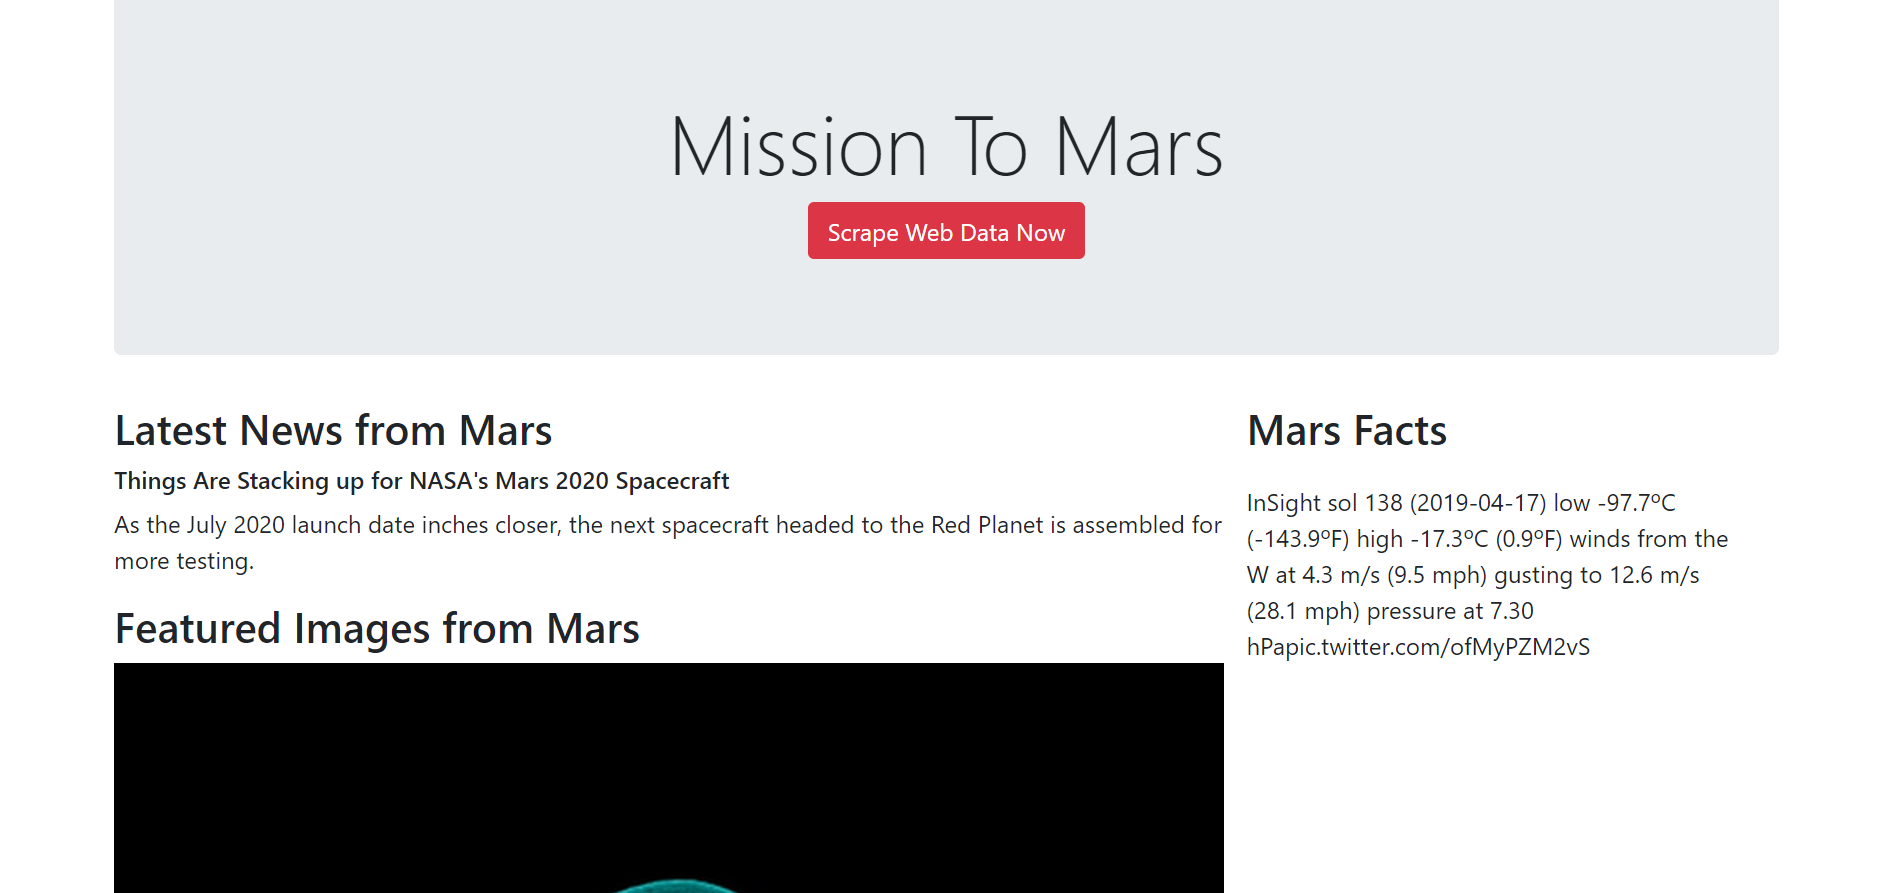 Mission To Mars
Scrape Web Data Now
Latest News from Mars
Things Are Stacking up for NASA's Mars 2020 Spacecraft
As the July 2020 launch date inches closer, the next spacecraft headed to the Red Planet is assembled for
more testing.
Featured Images from Mars
Mars Facts
InSight sol 138 (2019-04-17) low -97.7ºC
(-143.9ºF) high -17.3ºC (0.9ºF) winds from the
W at 4.3 m/s (9.5 mph) gusting to 12.6 m/s
(28.1 mph) pressure at 7.30
hPapic.twitter.com/ofMyPZM2vS